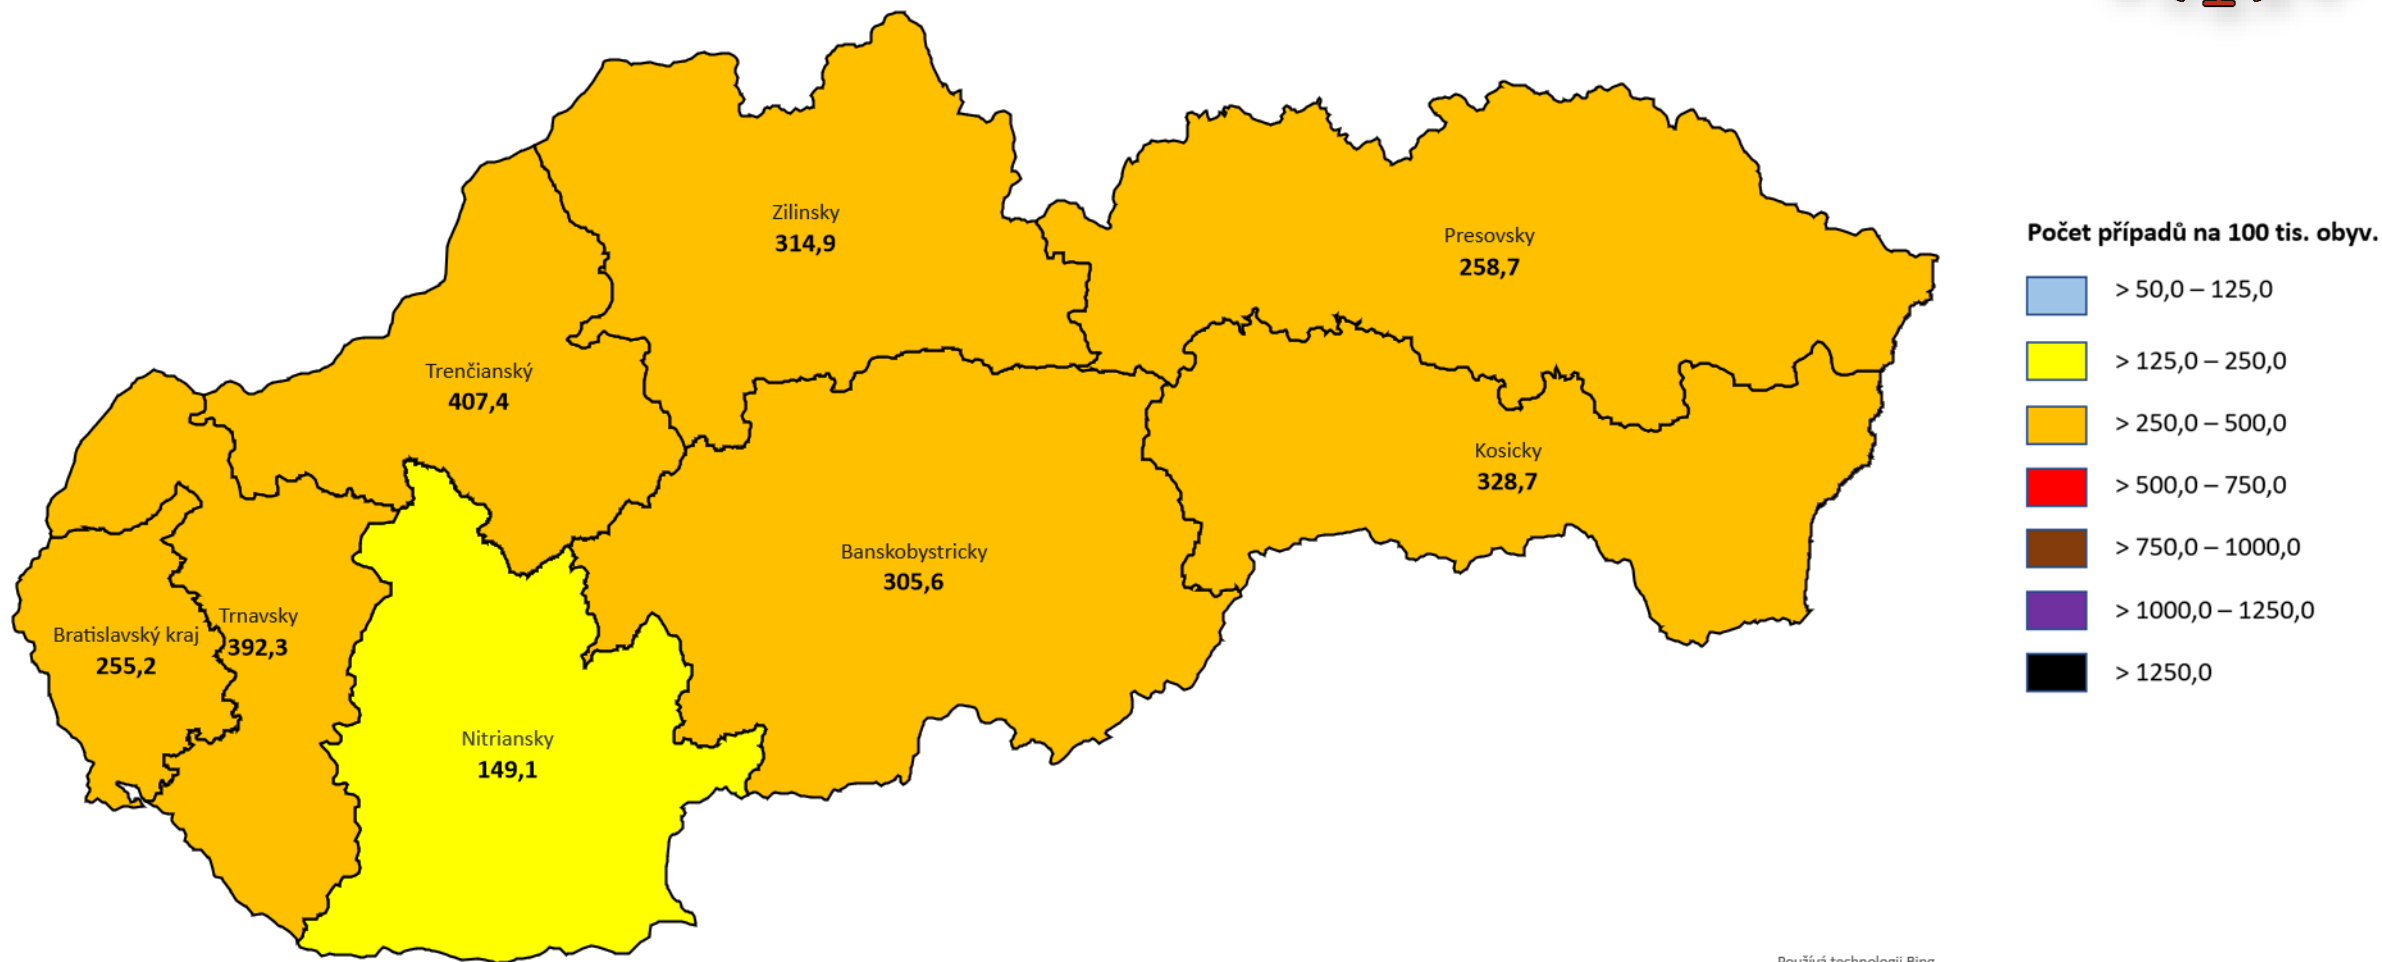 Zilinsky
314,9
Presovsky
258,7
Trenčianský
407,4
Kosicky
328,7
Banskobystricky
305,6
Trnavsky
392,3
Bratislavský kraj
255,2
Nitriansky
149,1
Počet případů na 100 tis. obyv.
> 50,0 – 125,0
> 125,0 – 250,0
> 250,0 – 500,0
> 500,0 – 750,0
> 750,0 – 1000,0
> 1000,0 – 1250,0
> 1250,0
Používá technologii Bing